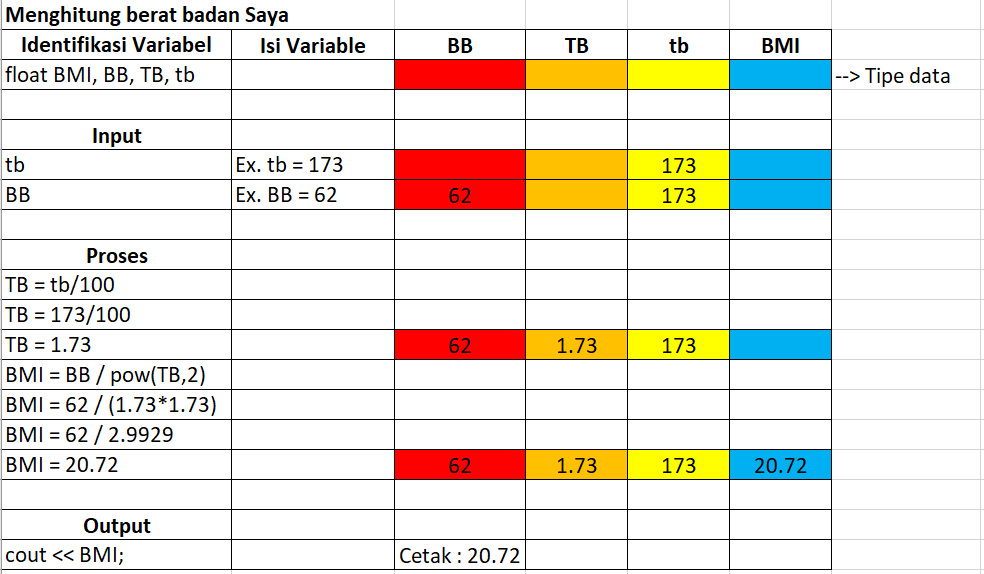 Menghitung berat badan Saya
Identifikasi Variabel Isi Variable BB TB tb BMI
float BMI, BB, TB, tb --> Tipe data
Input
tb Ex. tb = 173 173
BB Ex. BB = 62 62 173
Proses
TB = tb/100
TB = 173/100
TB = 1.73 62 1.73 173
BMI = BB / pow(TB,2)
BMI = 62 / (1.73*1.73)
BMI = 62 / 2.9929
BMI = 20.72 62 1.73 173 20.72
Output
cout << BMI; Cetak : 20.72